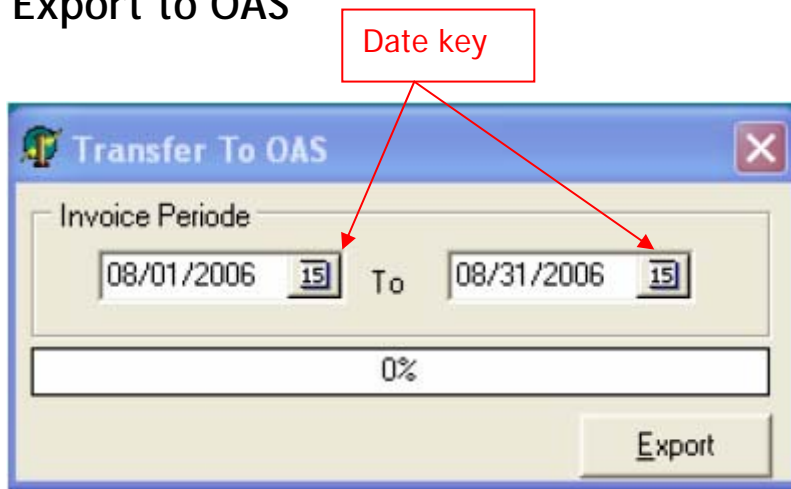 Export to OAS
Date key
Transfer To OAS
Invoice Periode
08/01/2006 15 To 08/31/2006 15
0%
Export